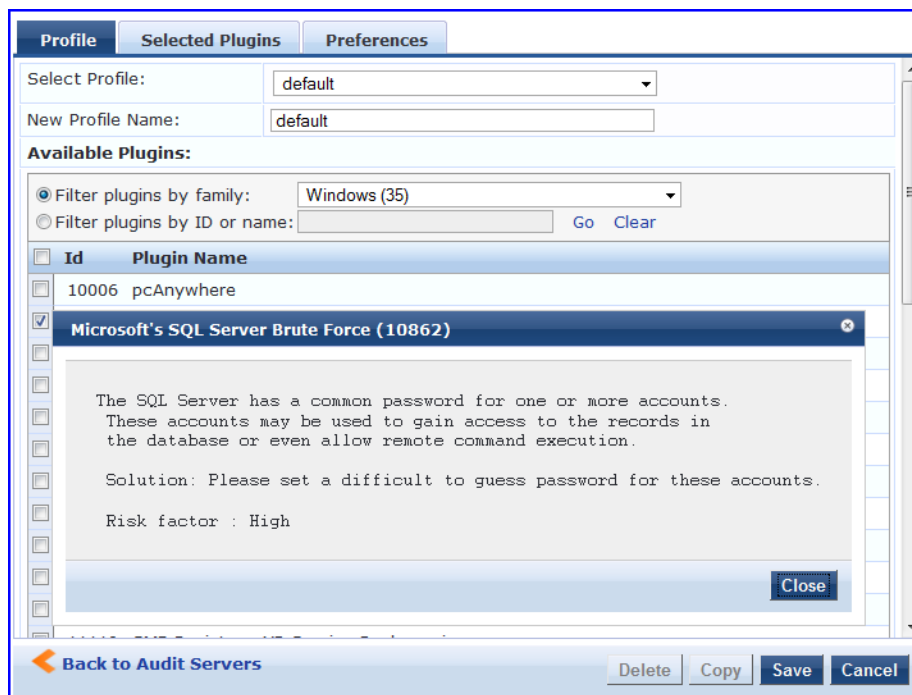 Profile Selected Plugins Preferences
Select Profile: default
New Profile Name: default
Available Plugins:
Filter plugins by family: Windows (35)
Filter plugins by ID or name: Go Clear
Id Plugin Name
10006 pcAnywhere
Microsoft's SQL Server Brute Force (10862)
The SQL Server has a common password for one or more accounts.
These accounts may be used to gain access to the records in
the database or even allow remote command execution.
Solution: Please set a difficult to guess password for these accounts.
Risk factor : High
Close
Back to Audit Servers Delete Copy Save Cancel